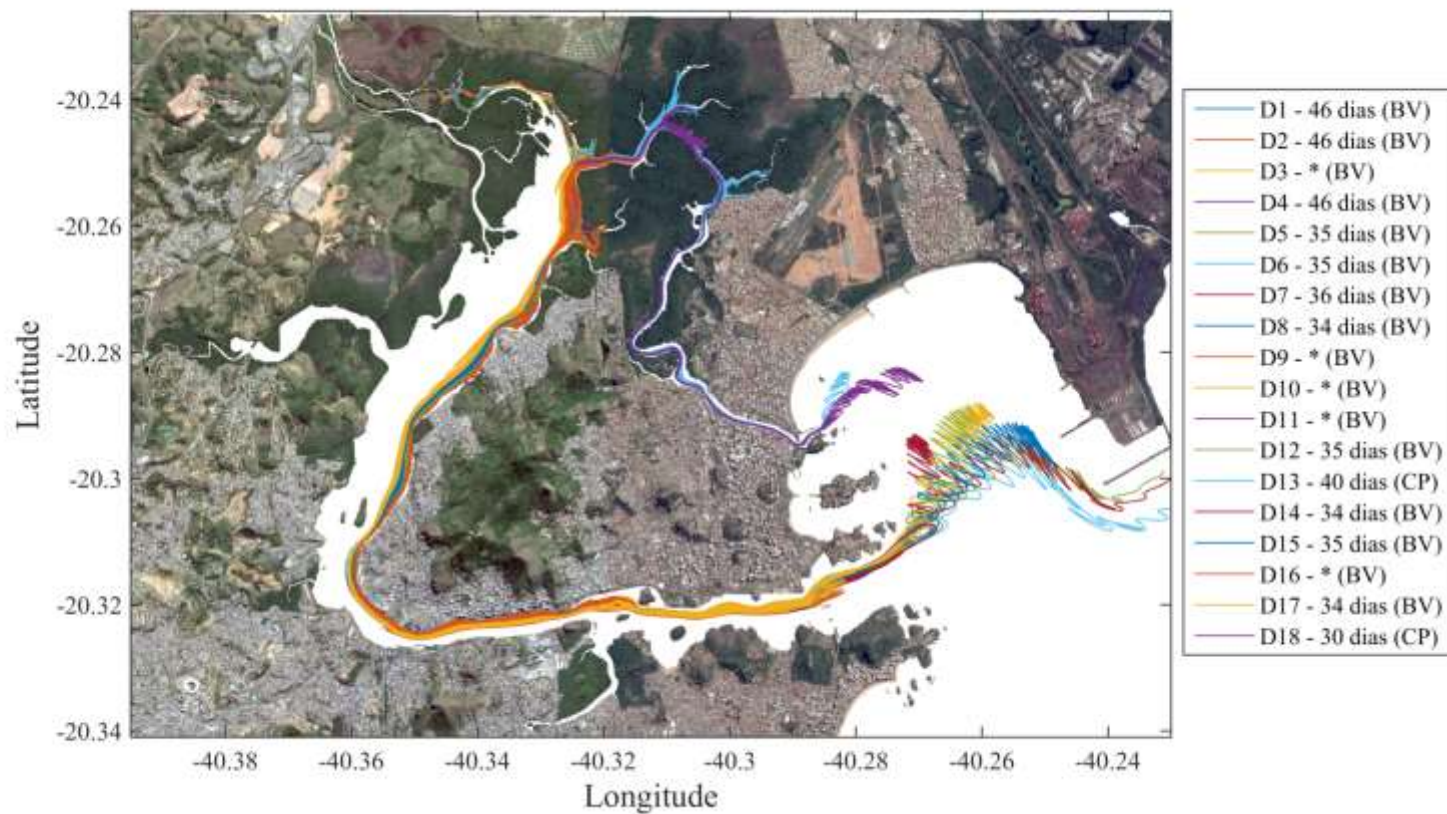 -20.24
-20.26
-20.28
-20.3
-20.32
-20.34
Latitude
-40.38
-40.36
-40.34
-40.32
-40.3
-40.28
-40.26
-40.24
Longitude
D1 - 46 dias (BV)
D2 - 46 dias (BV)
D3 - * (BV)
D4 - 46 dias (BV)
D5 - 35 dias (BV)
D6 - 35 dias (BV)
D7 - 36 dias (BV)
D8 - 34 dias (BV)
D9 - * (BV)
D10 - * (BV)
D11 - * (BV)
D12 - 35 dias (BV)
D13 - 40 dias (CP)
D14 - 34 dias (BV)
D15 - 35 dias (BV)
D16 - * (BV)
D17 - 34 dias (BV)
D18 - 30 dias (CP)